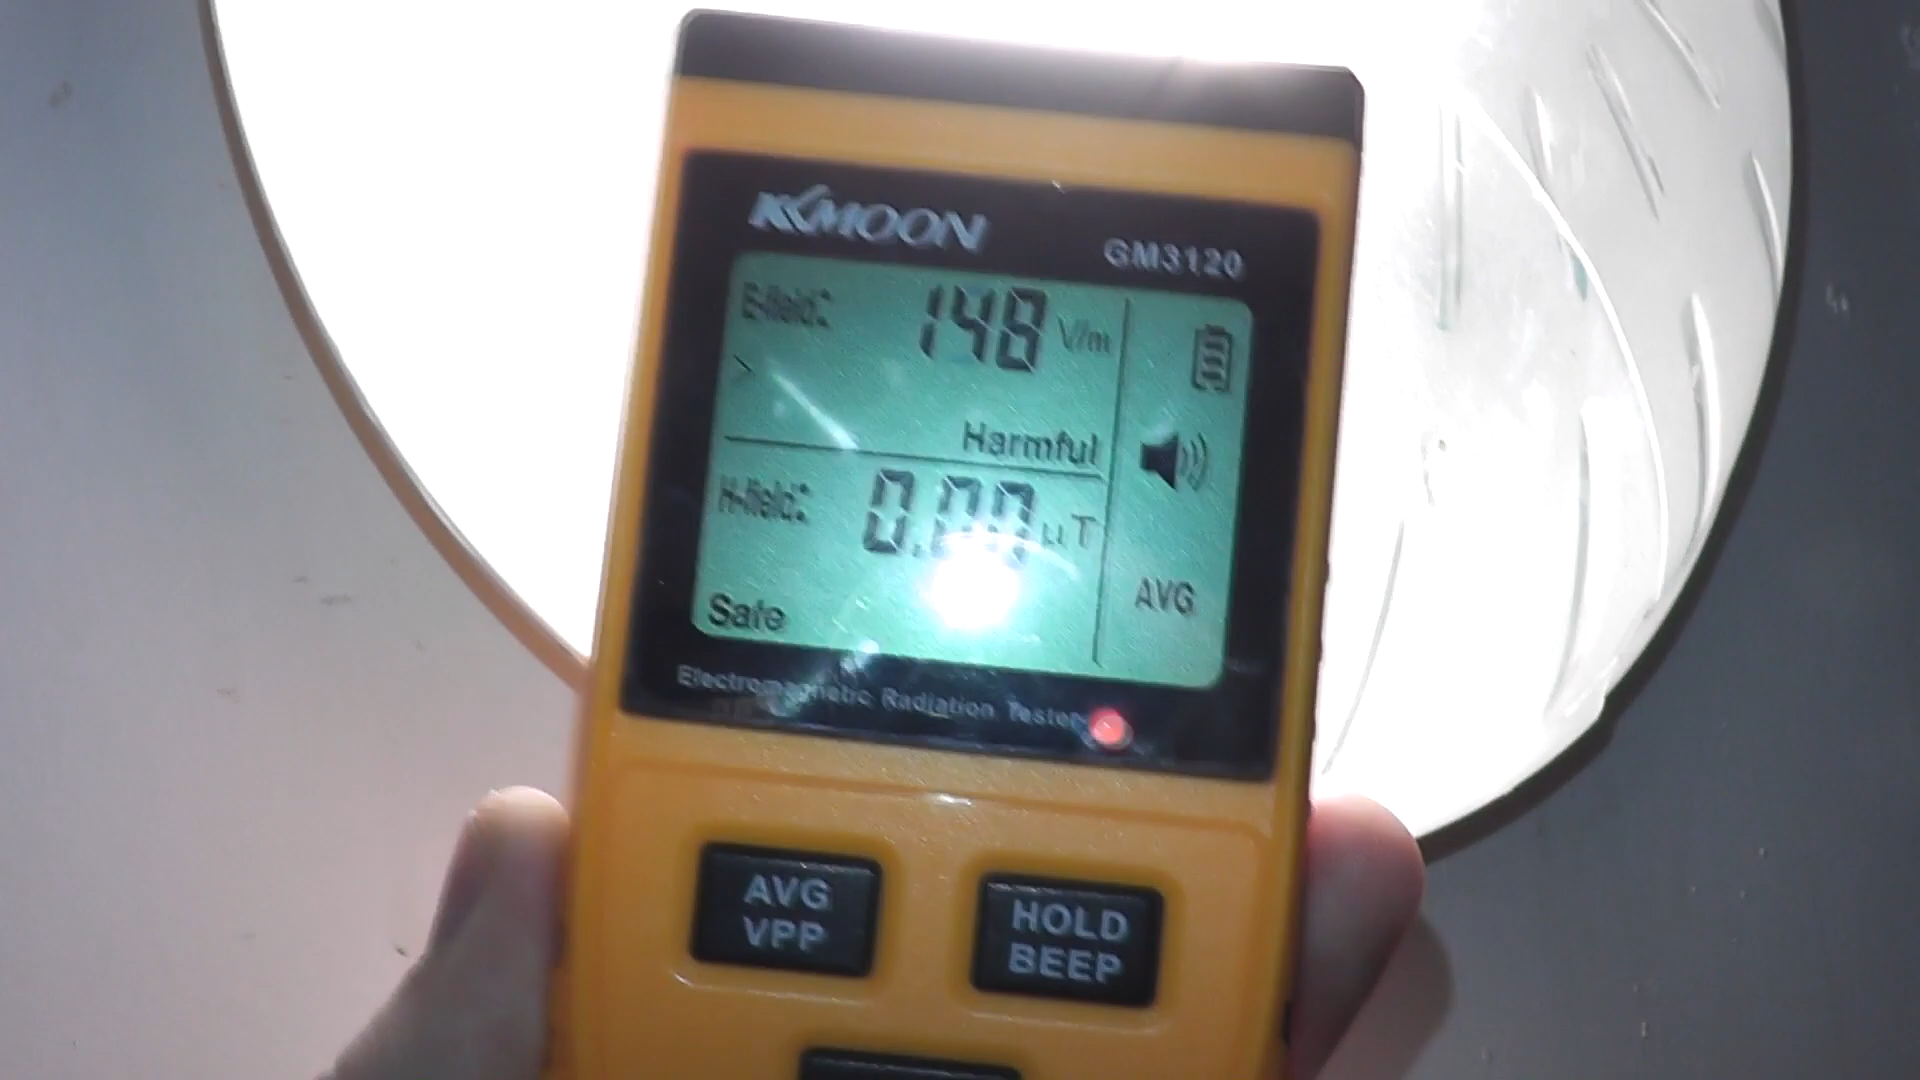 KKMOON
GM3120
E-field: 148 V/m
Harmful
H-field: 0.00 μT
Safe
AVG
Electromagnetic Radiation Tester
AVG
VPP
HOLD
BEEP